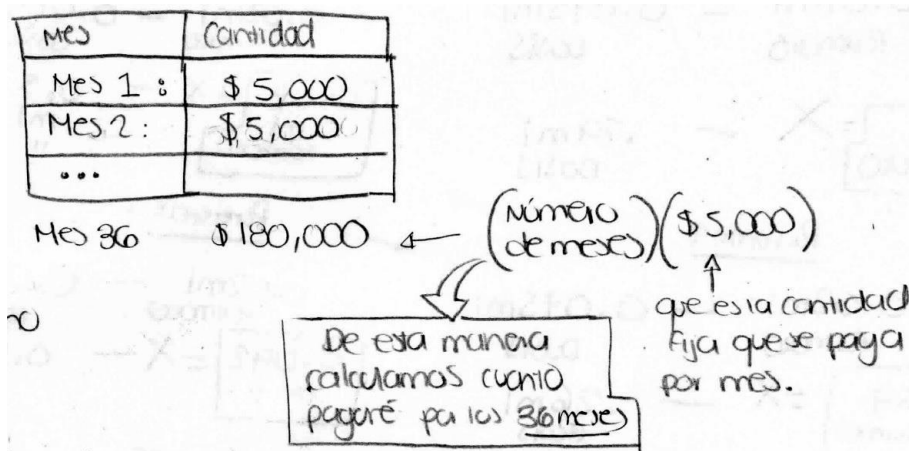 Mes Cantidad
Mes 1: $5,000
Mes 2: $5,000
...
Mes 36 $180,000 ← (Número de meses)($5,000)
que es la cantidad
Fija que se paga
por mes.
De esta manera
calculamos cuanto
pagaré por los 36 meses